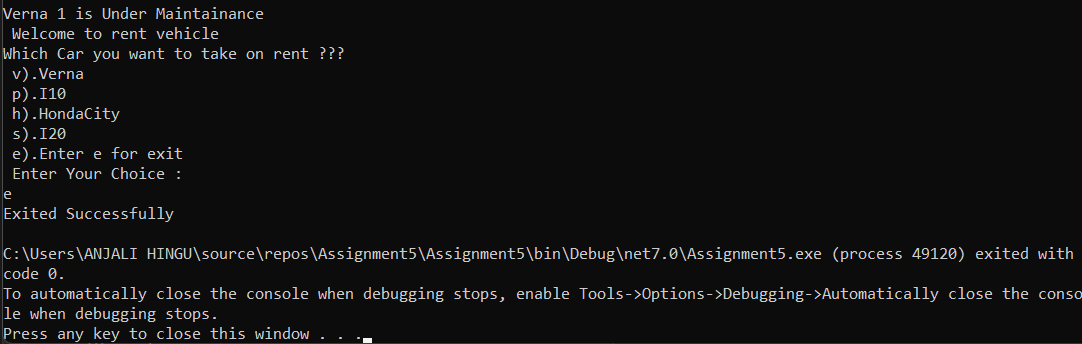 Verna 1 is Under Maintainance
Welcome to rent vehicle
Which Car you want to take on rent ???
v).Verna
p).I10
h).HondaCity
s).I20
e).Enter e for exit
Enter Your Choice :
e
Exited Successfully
C:\Users\ANJALI HINGU\source\repos\Assignment5\Assignment5\bin\Debug\net7.0\Assignment5.exe (process 49120) exited with
code 0.
To automatically close the console when debugging stops, enable Tools->Options->Debugging->Automatically close the conso
le when debugging stops.
Press any key to close this window . . .